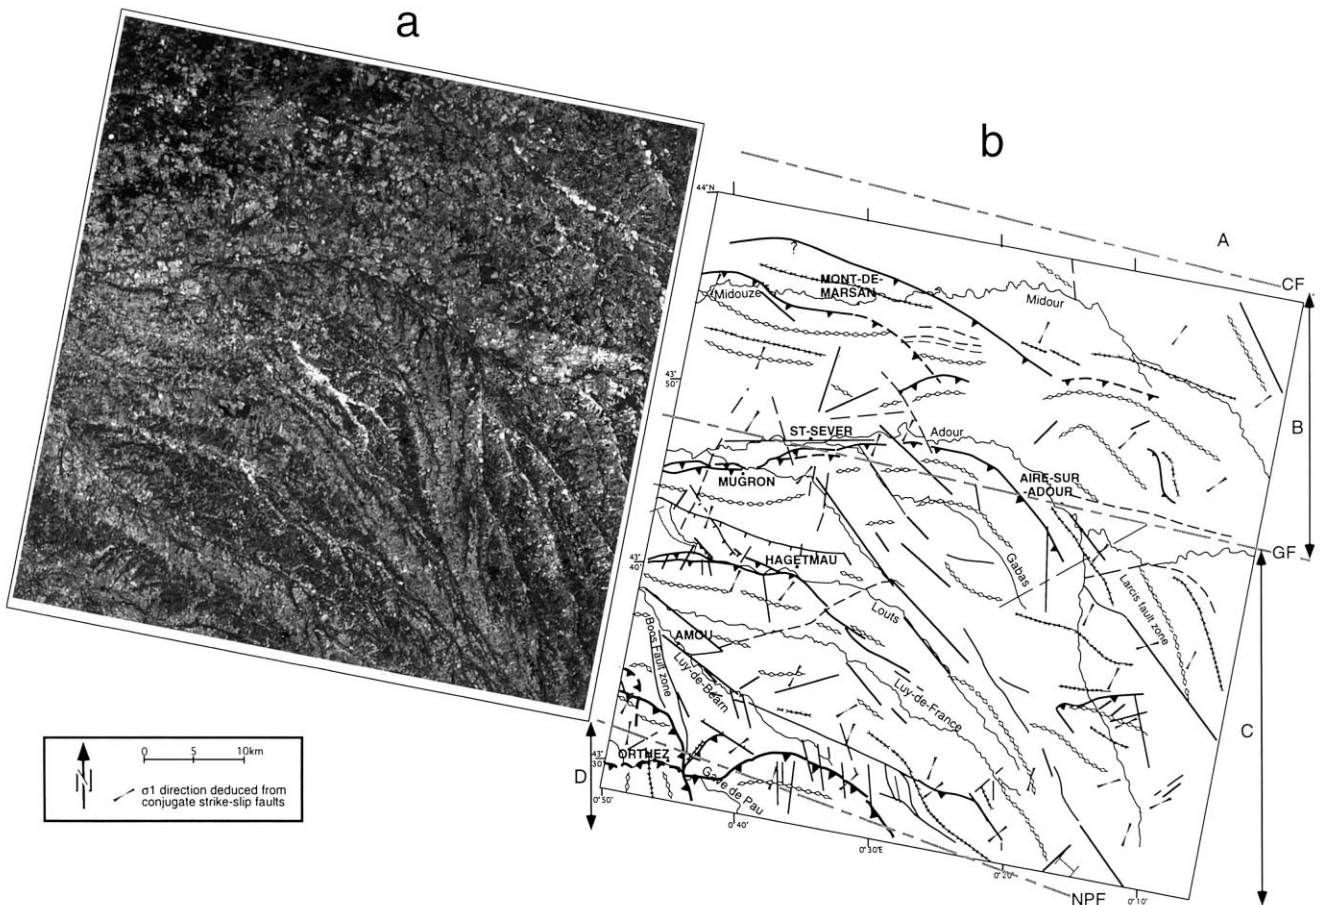 a
b
44°N
A
CF
?
MONT-DE-
MARSAN
Midouze
Midour
43°
50'
B
ST-SEVER
Adour
MUGRON
AIRE-SUR
-ADOUR
GF
43°
40'
HAGETMAU
Gabas
Louts
Larcis fault zone
AMOU
Boos Fault zone
Luy-de-Béarn
Luy-de-France
C
D
ORTHEZ
43°
30'
Gave de Pau
0°50'
0°40'
0°30'E
0°20'
0°10'
NPF
N
0 5 10km
σ1 direction deduced from
conjugate strike-slip faults